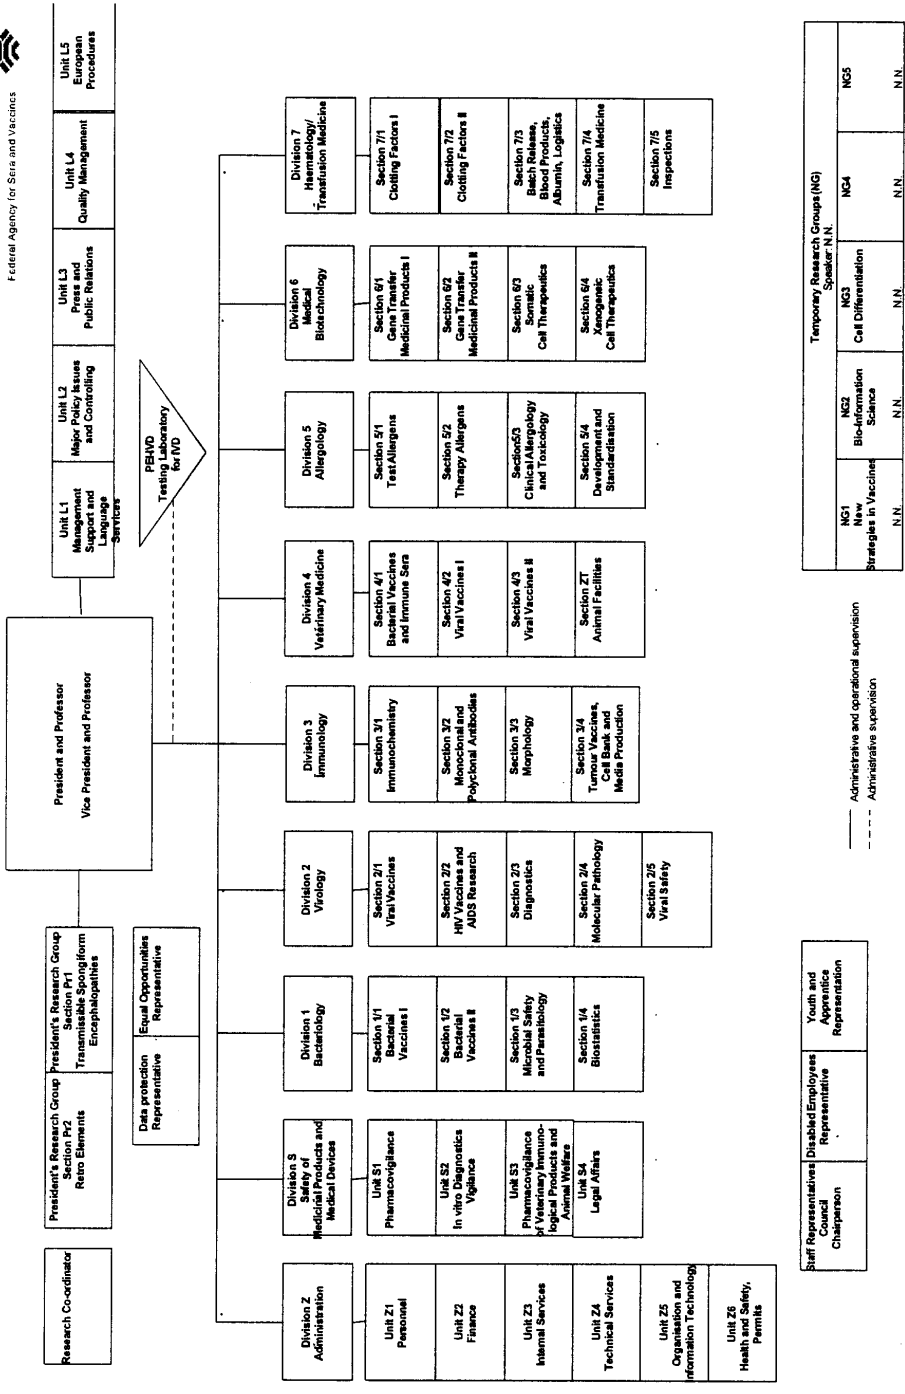 Federal Agency for Sera and Vaccines
Research Co-ordinator
President's Research Group
Section Pr2
Retro Elements
President's Research Group
Section Pr1
Transmissible Spongiform
Encephalopathies
Data protection
Representative
Equal Opportunities
Representative
President and Professor
Vice President and Professor
Unit L1
Management
Support and
Language
Services
Unit L2
Major Policy Issues
and Controlling
Unit L3
Press and
Public Relations
Unit L4
Quality Management
Unit L5
European
Procedures
PEI-IVD
Testing Laboratory
for IVD
Division Z
Administration
Unit Z1
Personnel
Unit Z2
Finance
Unit Z3
Internal Services
Unit Z4
Technical Services
Unit Z5
Organisation and
Information Technology
Unit Z6
Health and Safety,
Permits
Division S
Safety of
Medicinal Products and
Medical Devices
Unit S1
Pharmacovigilance
Unit S2
In vitro Diagnostics
Vigilance
Unit S3
Pharmacovigilance
of Veterinary Immuno-
logical Products and
Animal Welfare
Unit S4
Legal Affairs
Division 1
Bacteriology
Section 1/1
Bacterial
Vaccines I
Section 1/2
Bacterial
Vaccines II
Section 1/3
Microbial Safety
and Parasitology
Section 1/4
Biostatistics
Division 2
Virology
Section 2/1
Viral Vaccines
Section 2/2
HIV Vaccines and
AIDS Research
Section 2/3
Diagnostics
Section 2/4
Molecular Pathology
Section 2/5
Viral Safety
Division 3
Immunology
Section 3/1
Immunochemistry
Section 3/2
Monoclonal and
Polyclonal Antibodies
Section 3/3
Morphology
Section 3/4
Tumour Vaccines,
Cell Bank and
Media Production
Division 4
Veterinary Medicine
Section 4/1
Bacterial Vaccines
and Immune Sera
Section 4/2
Viral Vaccines I
Section 4/3
Viral Vaccines II
Section ZT
Animal Facilities
Division 5
Allergology
Section 5/1
Test Allergens
Section 5/2
Therapy Allergens
Section5/3
Clinical Allergology
and Toxicology
Section 5/4
Development and
Standardisation
Division 6
Medical
Biotechnology
Section 6/1
Gene Transfer
Medicinal Products I
Section 6/2
Gene Transfer
Medicinal Products II
Section 6/3
Somatic
Cell Therapeutics
Section 6/4
Xenogeneic
Cell Therapeutics
Division 7
Haematology/
Transfusion Medicine
Section 7/1
Clotting Factors I
Section 7/2
Clotting Factors II
Section 7/3
Batch Release,
Blood Products,
Albumin, Logistics
Section 7/4
Transfusion Medicine
Section 7/5
Inspections
Staff Representatives
Council
Chairperson
Disabled Employees
Representative
Youth and
Apprentice
Representation
Administrative and operational supervision
Administrative supervision
Temporary Research Groups (NG)
Speaker: N.N.
NG1
New
Strategies in Vaccines
N.N.
NG2
Bio-Information
Science
N.N.
NG3
Cell Differentiation
N.N.
NG4
N.N.
NG5
N.N.